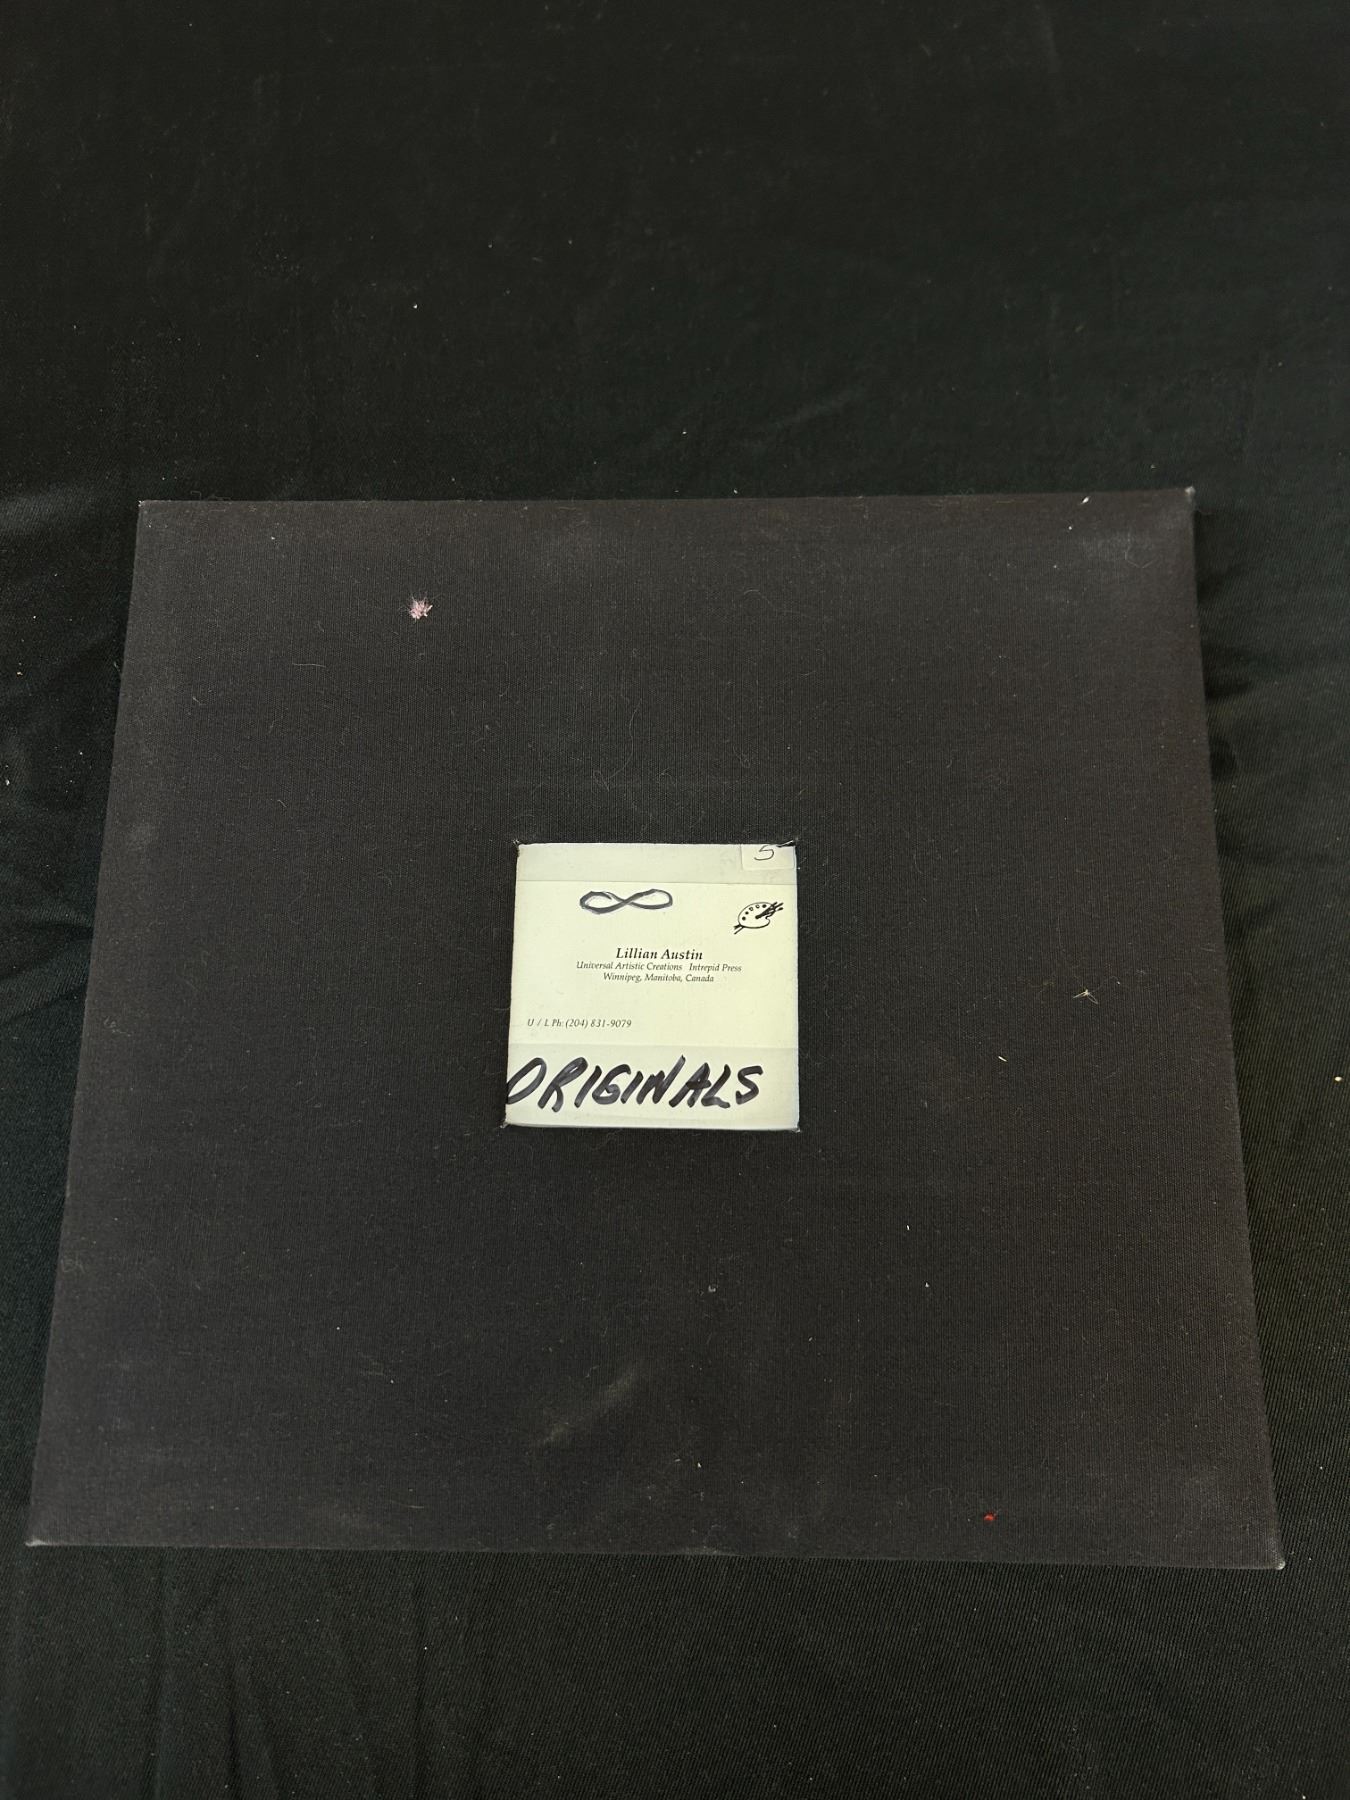 5
∞
Lillian Austin
Universal Artistic Creations Intrepid Press
Winnipeg, Manitoba, Canada
U / L Ph: (204) 831-9079
ORIGINALS